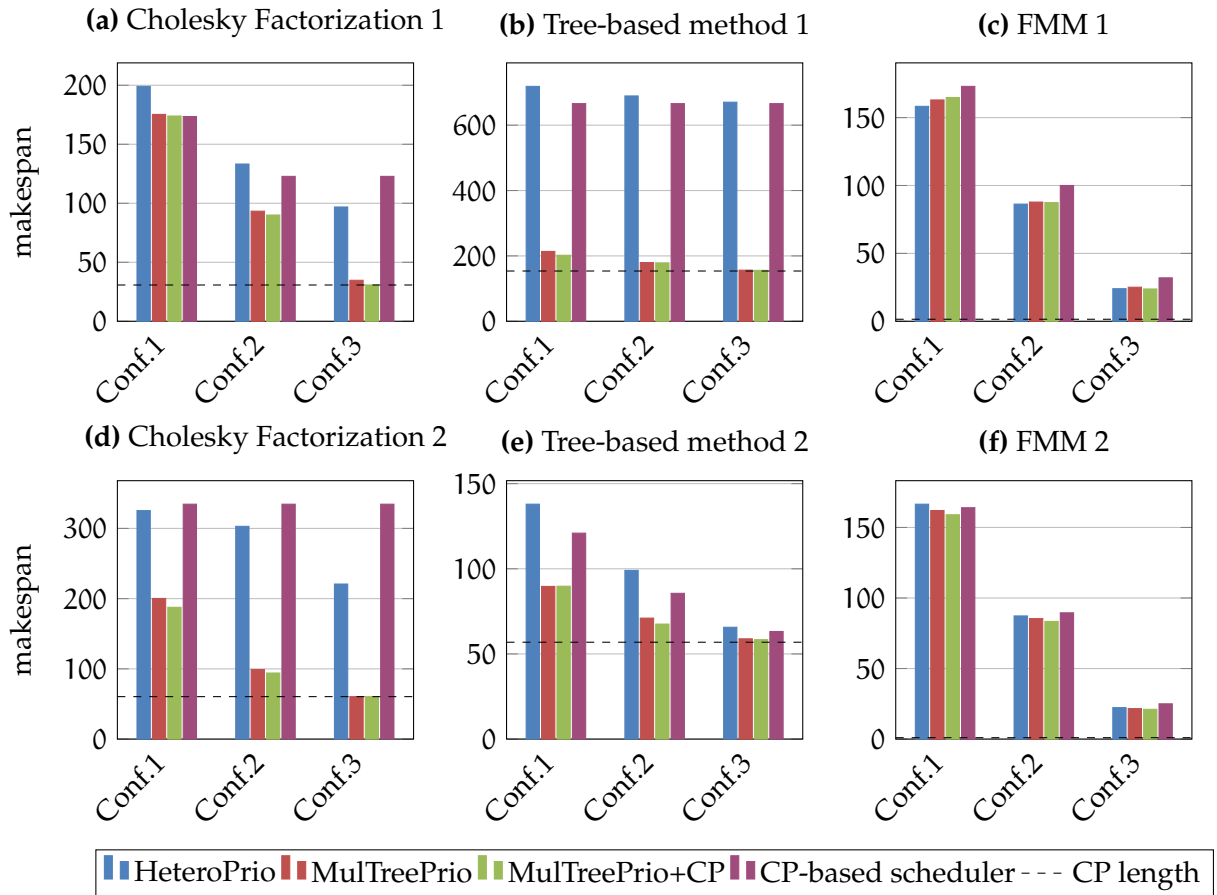 (a) Cholesky Factorization 1
(b) Tree-based method 1
(c) FMM 1
makespan
200
150
100
50
0
Conf.1
Conf.2
Conf.3
600
400
200
0
Conf.1
Conf.2
Conf.3
150
100
50
0
Conf.1
Conf.2
Conf.3
(d) Cholesky Factorization 2
(e) Tree-based method 2
(f) FMM 2
makespan
300
200
100
0
Conf.1
Conf.2
Conf.3
150
100
50
0
Conf.1
Conf.2
Conf.3
150
100
50
0
Conf.1
Conf.2
Conf.3
HeteroPrio MulTreePrio MulTreePrio+CP CP-based scheduler CP length